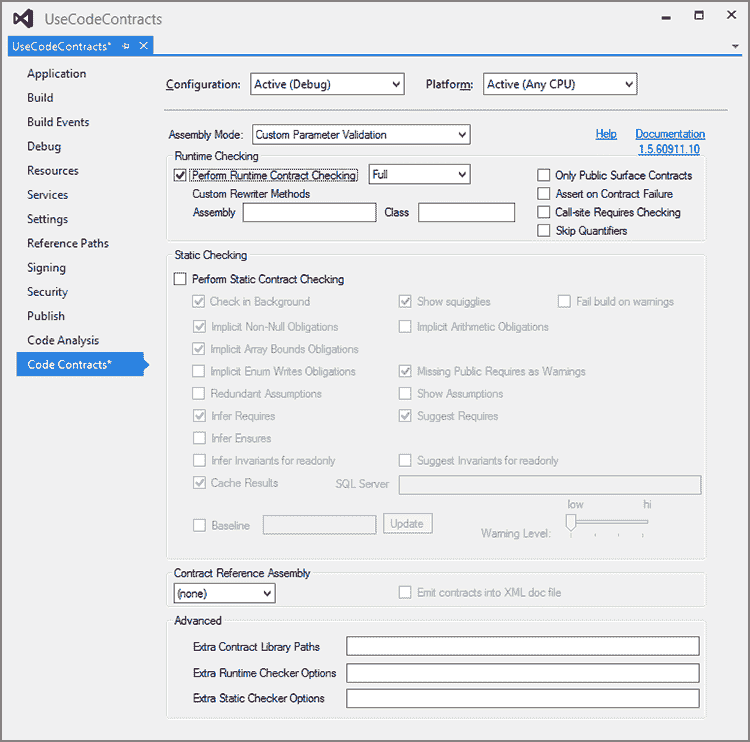 UseCodeContracts
UseCodeContracts*
Application
Build
Build Events
Debug
Resources
Services
Settings
Reference Paths
Signing
Security
Publish
Code Analysis
Code Contracts*
Configuration: Active (Debug) Platform: Active (Any CPU)
Assembly Mode: Custom Parameter Validation Help Documentation
1.5.60911.10
Runtime Checking
Perform Runtime Contract Checking Full Only Public Surface Contracts
Custom Rewriter Methods Assert on Contract Failure
Assembly Class Call-site Requires Checking
Skip Quantifiers
Static Checking
Perform Static Contract Checking
Check in Background Show squigglies Fail build on warnings
Implicit Non-Null Obligations Implicit Arithmetic Obligations
Implicit Array Bounds Obligations
Implicit Enum Writes Obligations Missing Public Requires as Warnings
Redundant Assumptions Show Assumptions
Infer Requires Suggest Requires
Infer Ensures
Infer Invariants for readonly Suggest Invariants for readonly
Cache Results SQL Server
low hi
Baseline Update Warning Level:
Contract Reference Assembly
(none) Emit contracts into XML doc file
Advanced
Extra Contract Library Paths
Extra Runtime Checker Options
Extra Static Checker Options